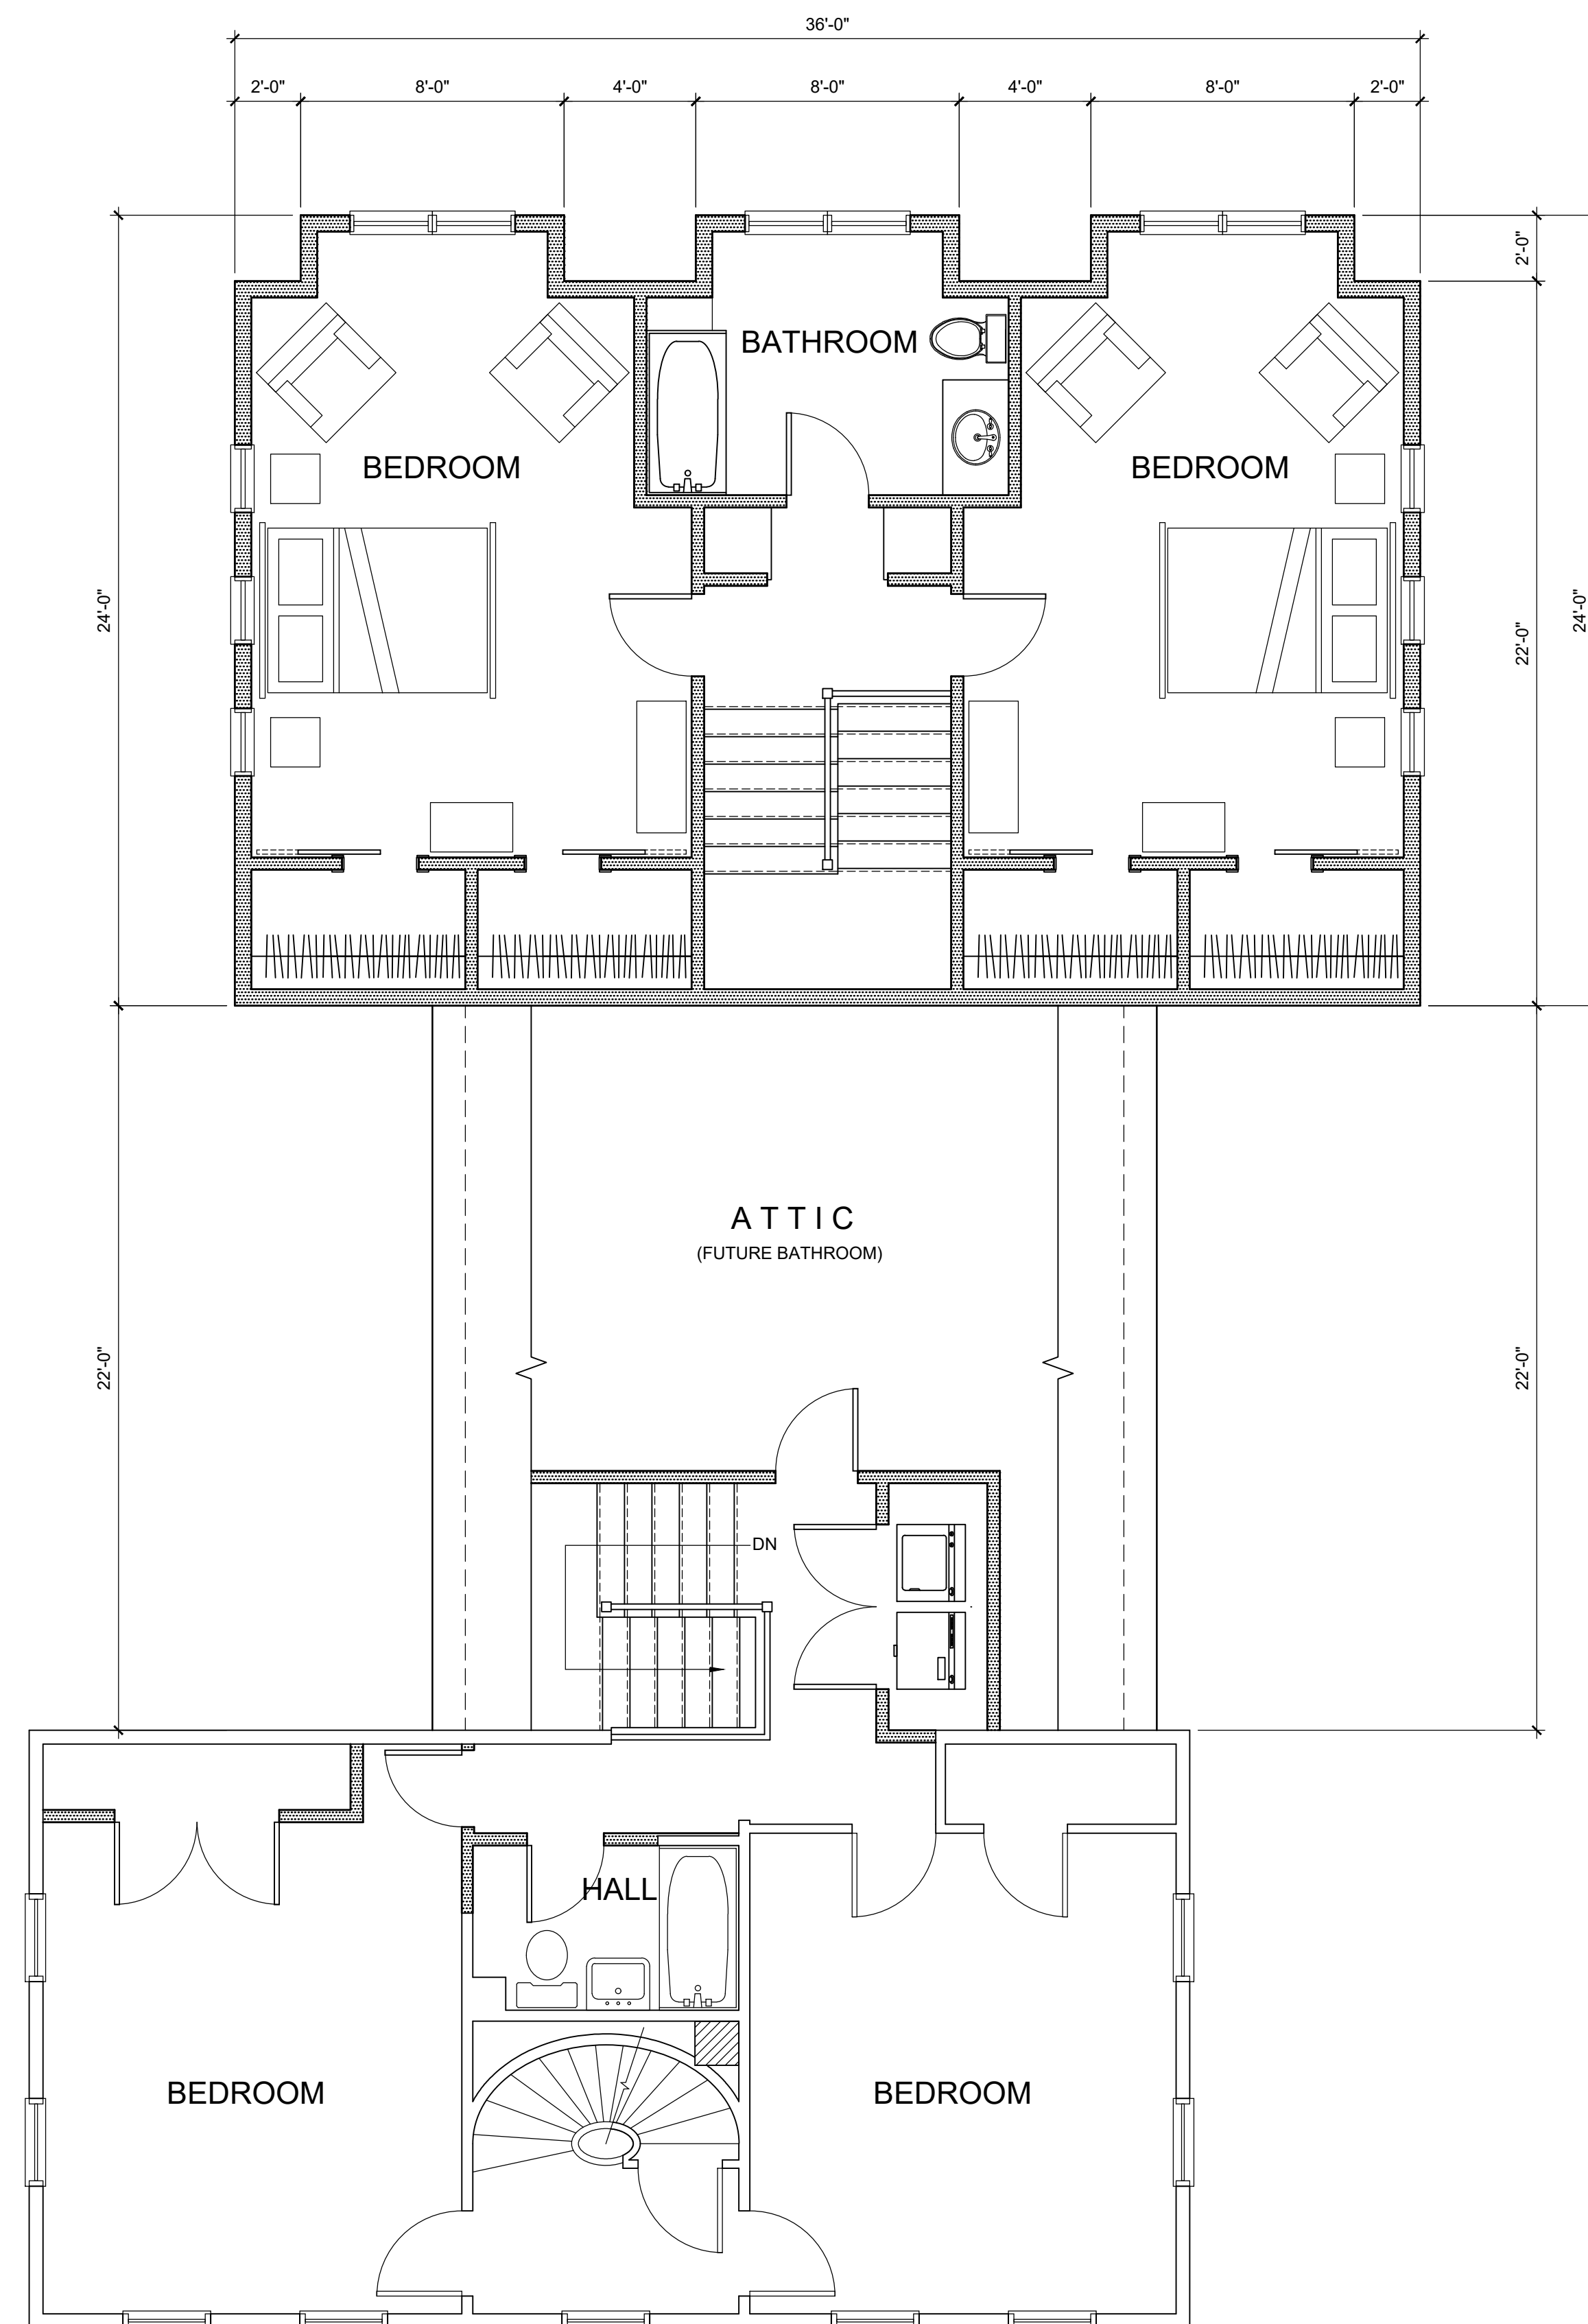 36'-0"
2'-0" 8'-0" 4'-0" 8'-0" 4'-0" 8'-0" 2'-0"
2'-0"
BATHROOM
BEDROOM
BEDROOM
24'-0"
22'-0"
24'-0"
ATTIC
(FUTURE BATHROOM)
22'-0"
22'-0"
DN
HALL
BEDROOM
BEDROOM